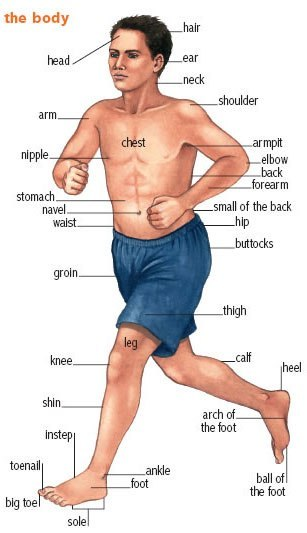 the body
hair
head
ear
neck
shoulder
arm
chest
armpit
nipple
elbow
back
forearm
stomach
small of the back
navel
hip
waist
buttocks
groin
thigh
leg
calf
knee
heel
shin
arch of
the foot
instep
toenail
ankle
foot
ball of
the foot
big toe
sole